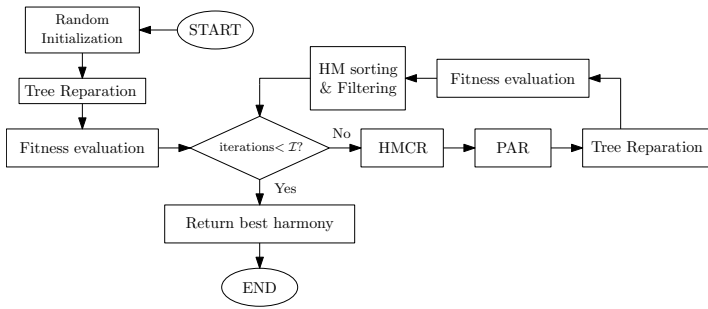 Random
Initialization
START
Tree Reparation
Fitness evaluation
HM sorting
& Filtering
Fitness evaluation
iterations< I?
No
HMCR
PAR
Tree Reparation
Yes
Return best harmony
END